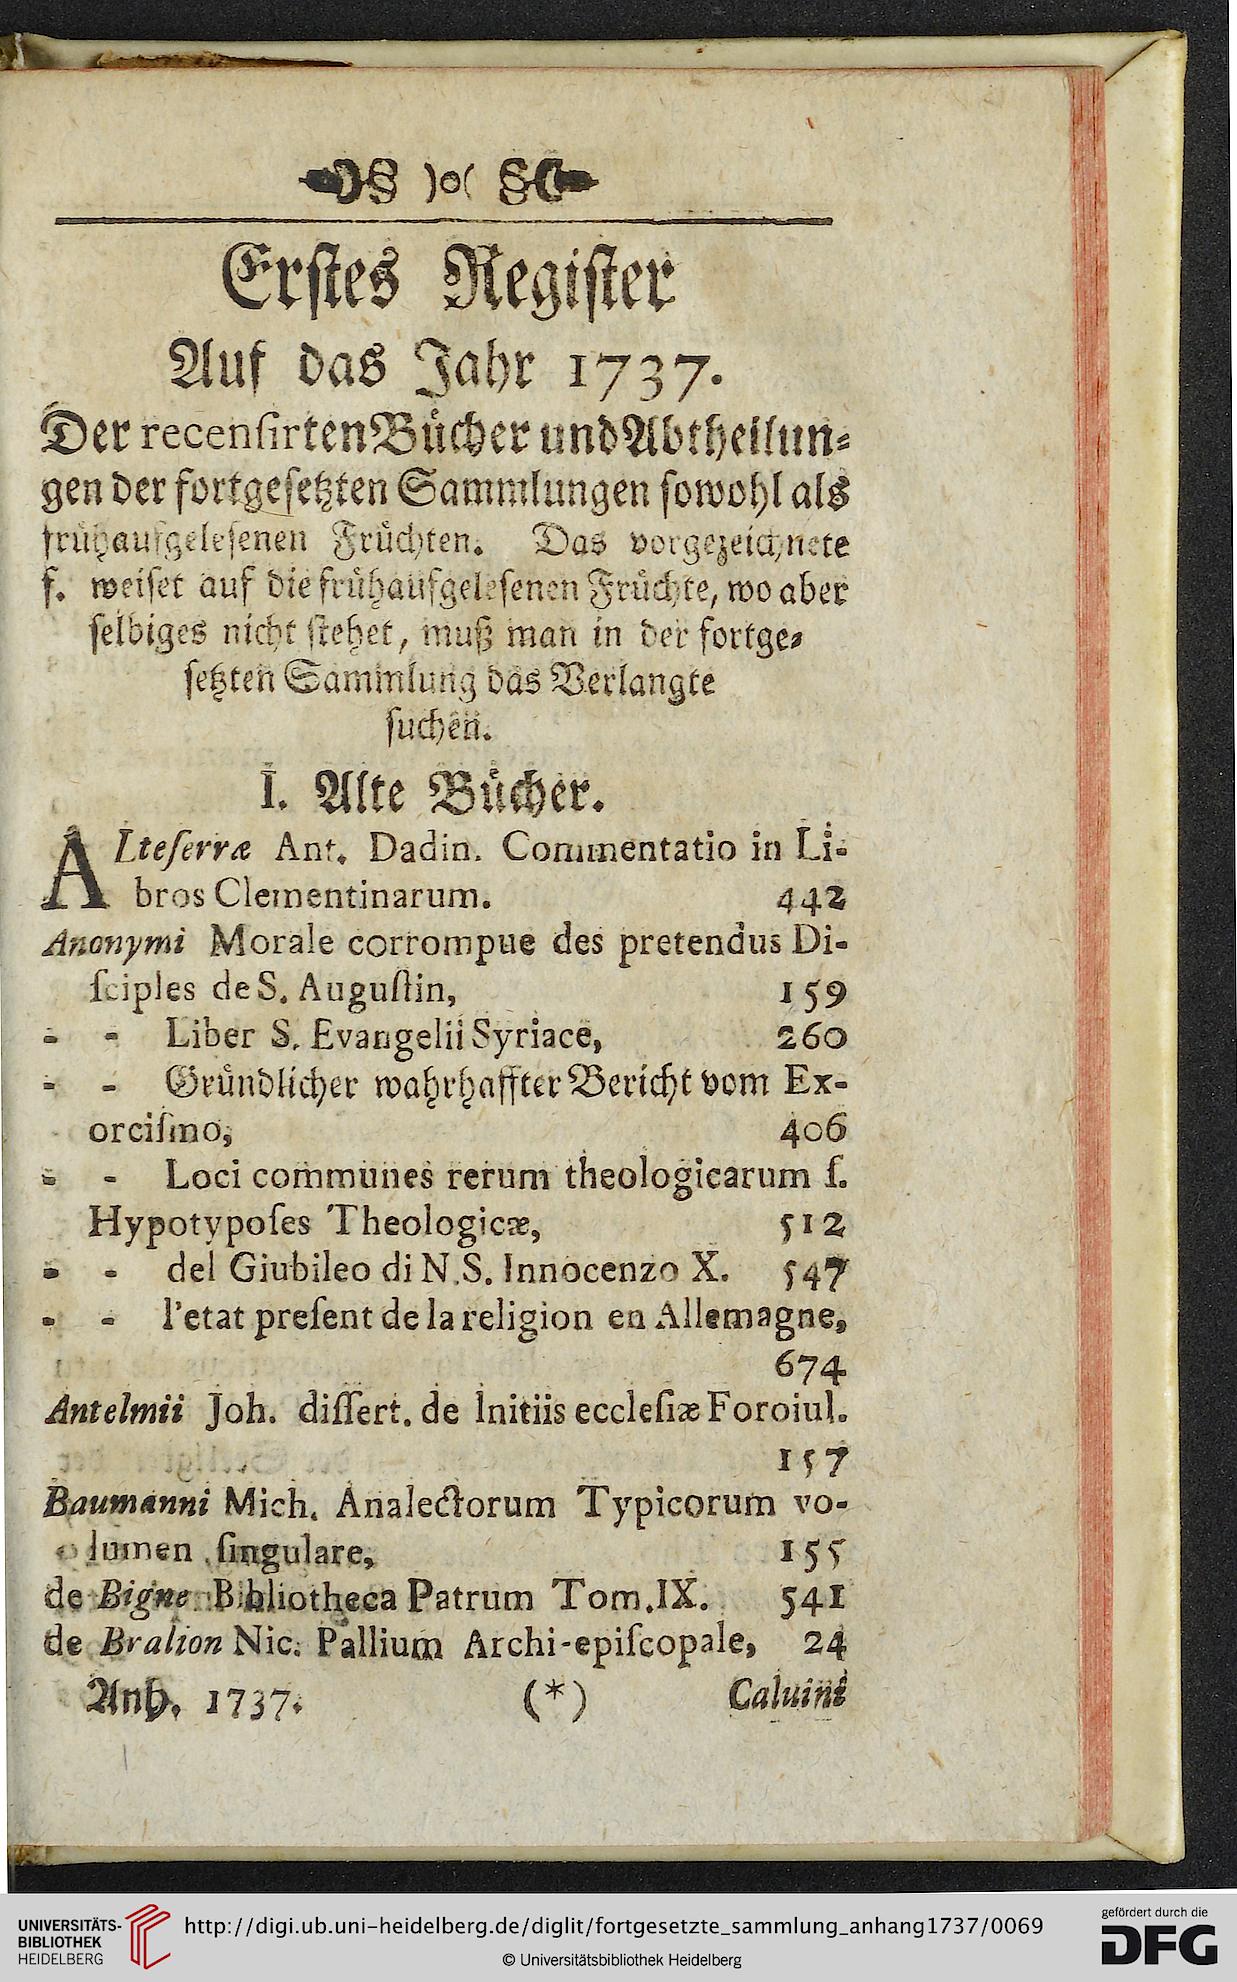 )o(
Erstes Register
Auf das Jahr 1737.
Der recensirten Bücher und Abtheilun-
gen der fortgesetzten Sammlungen sowohl als
frühaufgelesenen Früchten. Das vorgezeichnete
f. weiset auf die frühaufgelesenen Früchte, wo aber
selbiges nicht stehet, muß man in der fortge-
setzten Sammlung das Verlangte
suchen.
I. Alte Bücher.
ALteſerræ Ant. Dadin. Commentatio in Li-
bros Clementinarum. 442
Anonymi Morale corrompue des pretendus Di-
ſciples de S. Auguſtin, 159
- - Liber S. Evangelii Syriace, 260
- - Gründlicher wahrhaffter Bericht vom Ex-
orciſmo, 406
- - Loci communes rerum theologicarum ſ.
Hypotypoſes Theologicæ, 512
- - del Giubileo di N.S. Innocenzo X. 547
- - l'etat preſent de la religion en Allemagne,
674
Antelmii Joh. diſſert. de Initiis eccleſiæ Foroiul.
157
Baumanni Mich. Analectorum Typicorum vo-
lumen ſingulare, 155
de Bigne Bibliotheca Patrum Tom.IX. 541
de Bralion Nic. Pallium Archi-epiſcopale, 24
Anh. 1737. (*) Caluini
UNIVERSITÄTS-
BIBLIOTHEK
HEIDELBERG
http://digi.ub.uni-heidelberg.de/diglit/fortgesetzte_sammlung_anhang1737/0069
© Universitätsbibliothek Heidelberg
gefördert durch die
DFG